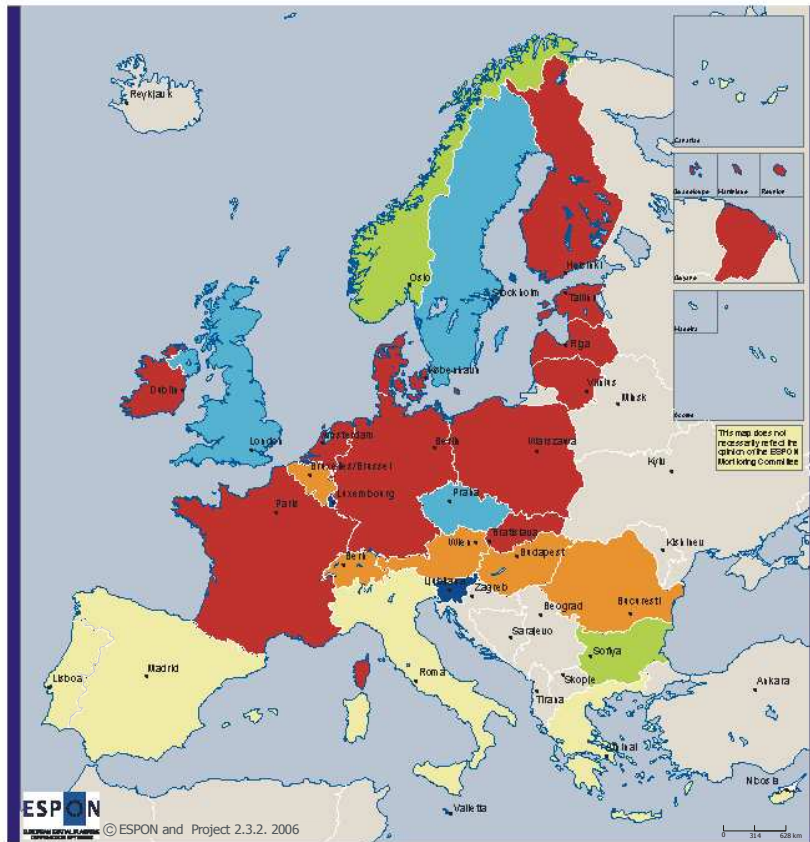 Reykjavik
Canarias
Guadeloupe Martinique Reunion
Guyane
Madeira
This map does not
necessarily reflect the
opinion of the ESPON
Monitoring Committee
Oslo
Helsinki
Stockholm
Tallinn
Riga
København
Vilnius
Minsk
Dublin
London
Amsterdam
Berlin
Warszawa
Bruxelles/Brussel
Kyiv
Luxembourg
Praha
Paris
Wien
Bratislava
Budapest
Kishinev
Bern
Ljubljana
Zagreb
Beograd
Bucuresti
Sarajevo
Sofiya
Madrid
Roma
Skopje
Lisboa
Tirana
Ankara
Nicosia
Valletta
ESPON
© ESPON and Project 2.3.2. 2006
0 314 628 km